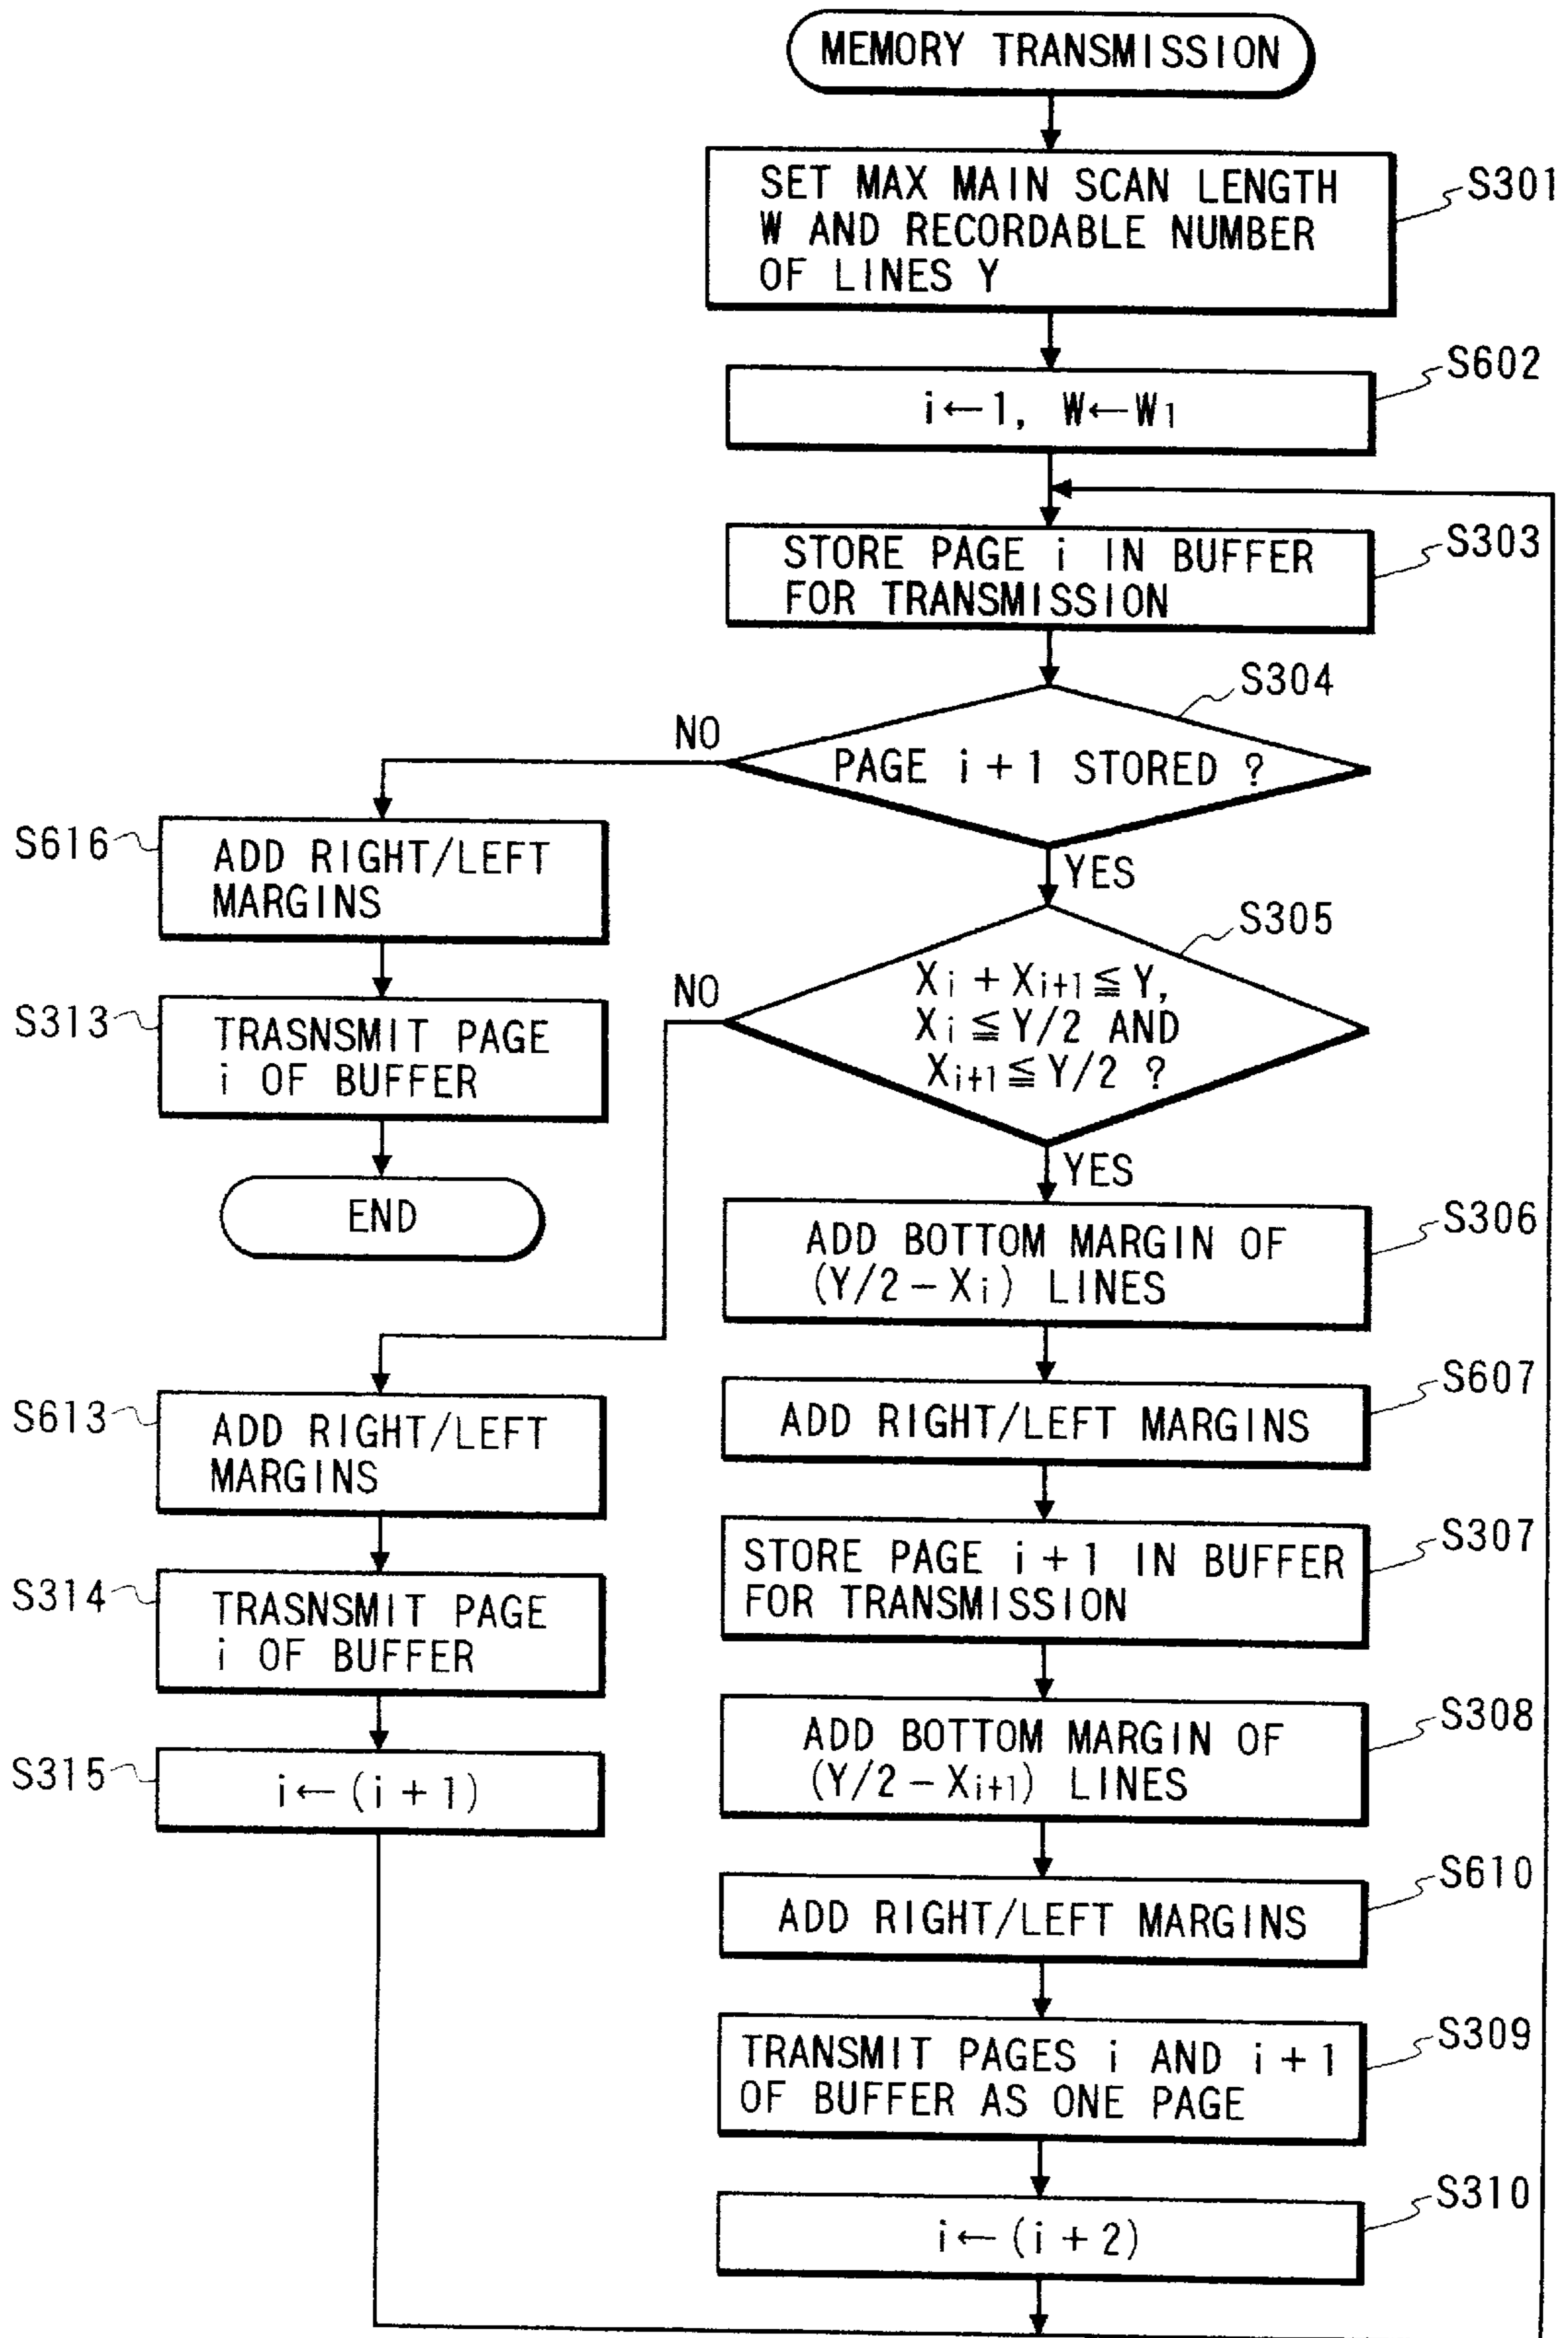 MEMORY TRANSMISSION
SET MAX MAIN SCAN LENGTH
W AND RECORDABLE NUMBER
OF LINES Y
S301
i←1, W←W1
S602
STORE PAGE i IN BUFFER
FOR TRANSMISSION
S303
PAGE i+1 STORED ?
S304
NO
YES
S616
ADD RIGHT/LEFT
MARGINS
S313
TRASNSMIT PAGE
i OF BUFFER
END
Xi + Xi+1 ≦ Y,
Xi ≦ Y/2 AND
Xi+1 ≦ Y/2 ?
S305
NO
YES
ADD BOTTOM MARGIN OF
(Y/2 − Xi) LINES
S306
ADD RIGHT/LEFT MARGINS
S607
STORE PAGE i+1 IN BUFFER
FOR TRANSMISSION
S307
ADD BOTTOM MARGIN OF
(Y/2 − Xi+1) LINES
S308
ADD RIGHT/LEFT MARGINS
S610
TRANSMIT PAGES i AND i+1
OF BUFFER AS ONE PAGE
S309
i←(i+2)
S310
S613
ADD RIGHT/LEFT
MARGINS
S314
TRASNSMIT PAGE
i OF BUFFER
S315
i←(i+1)